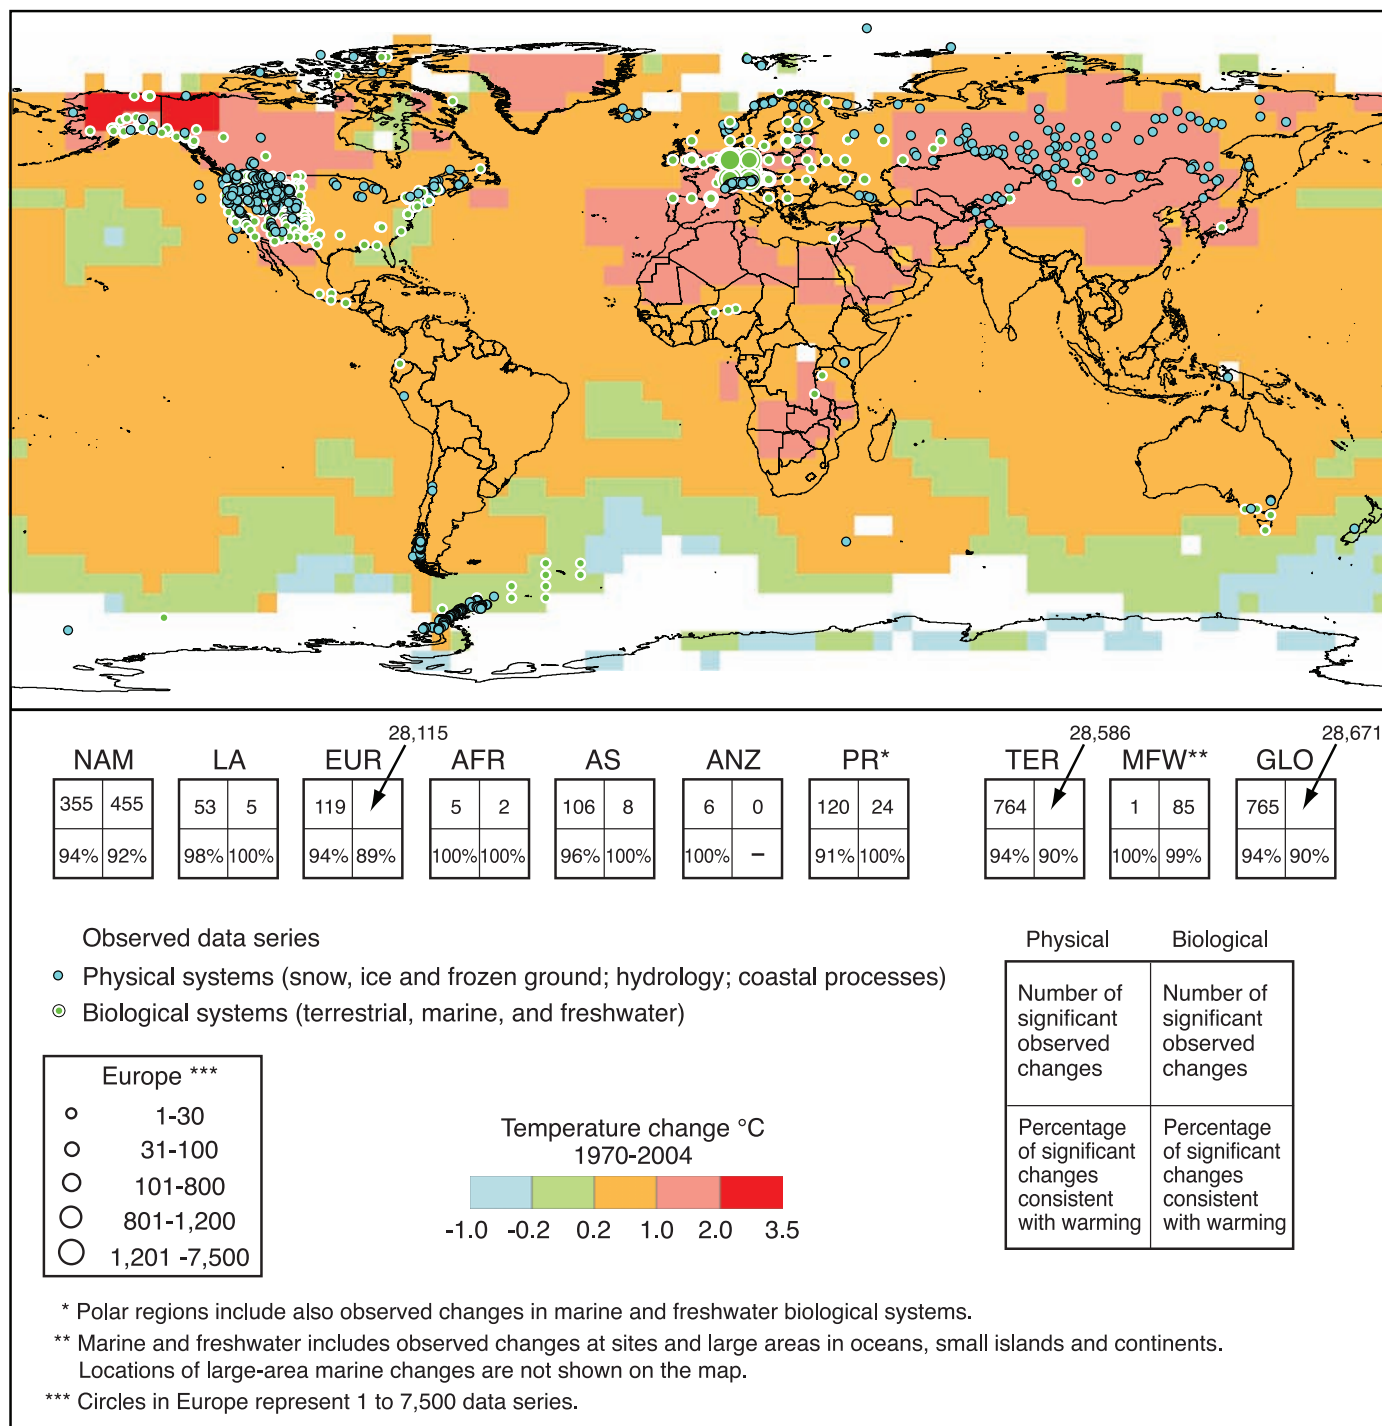 28,115
28,586
28,671
NAM LA EUR AFR AS ANZ PR* TER MFW** GLO
355 455 53 5 119 5 2 106 8 6 0 120 24 764 1 85 765
94% 92% 98% 100% 94% 89% 100% 100% 96% 100% 100% – 91% 100% 94% 90% 100% 99% 94% 90%
Observed data series
Physical systems (snow, ice and frozen ground; hydrology; coastal processes)
Biological systems (terrestrial, marine, and freshwater)
Physical Biological
Number of significant observed changes
Number of significant observed changes
Percentage of significant changes consistent with warming
Percentage of significant changes consistent with warming
Europe ***
1-30
31-100
101-800
801-1,200
1,201 -7,500
Temperature change °C
1970-2004
-1.0 -0.2 0.2 1.0 2.0 3.5
* Polar regions include also observed changes in marine and freshwater biological systems.
** Marine and freshwater includes observed changes at sites and large areas in oceans, small islands and continents.
Locations of large-area marine changes are not shown on the map.
*** Circles in Europe represent 1 to 7,500 data series.